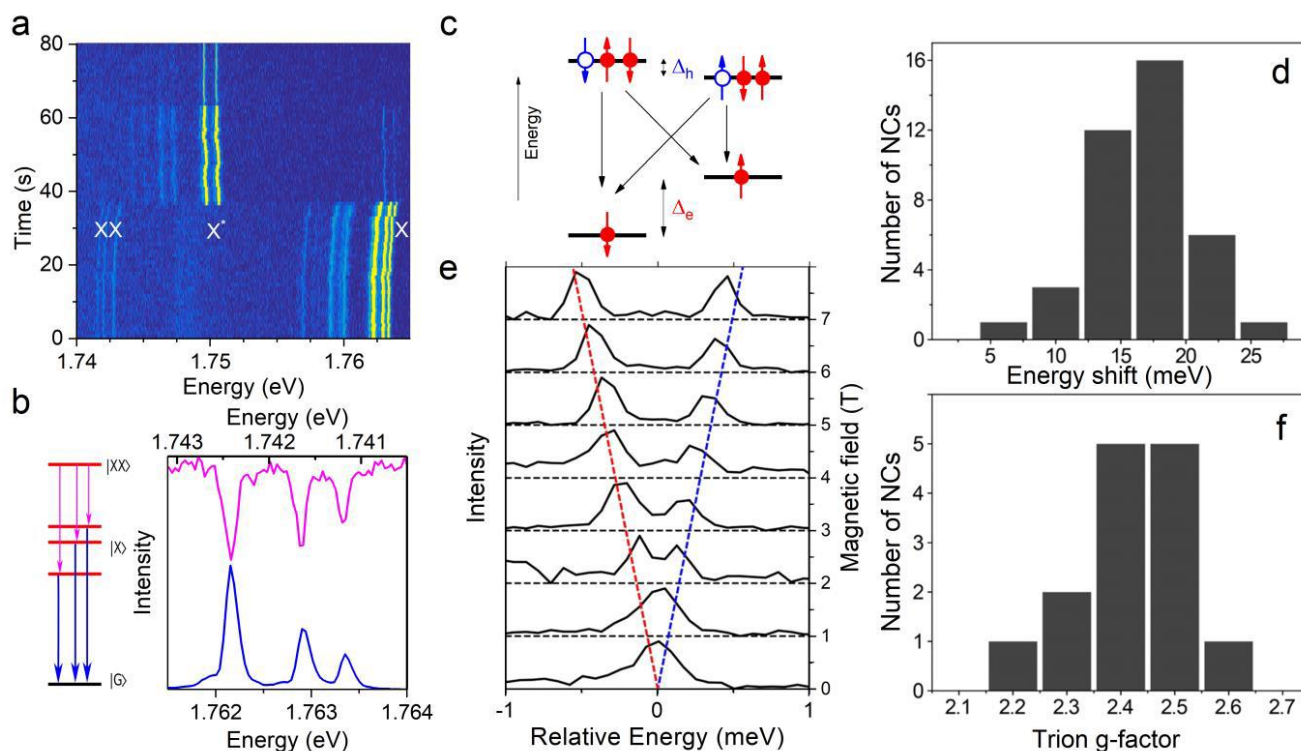 a
80
60
40
20
0
Time (s)
XX
X*
X
1.74
1.75
1.76
Energy (eV)
b
|XX⟩
|X⟩
|G⟩
Energy (eV)
1.743
1.742
1.741
Intensity
1.762
1.763
1.764
Energy (eV)
c
Energy
Δh
Δe
e
Intensity
7
6
5
4
3
2
1
0
Magnetic field (T)
-1
0
1
Relative Energy (meV)
d
16
12
8
4
0
Number of NCs
5
10
15
20
25
Energy shift (meV)
f
5
4
3
2
1
0
Number of NCs
2.1
2.2
2.3
2.4
2.5
2.6
2.7
Trion g-factor